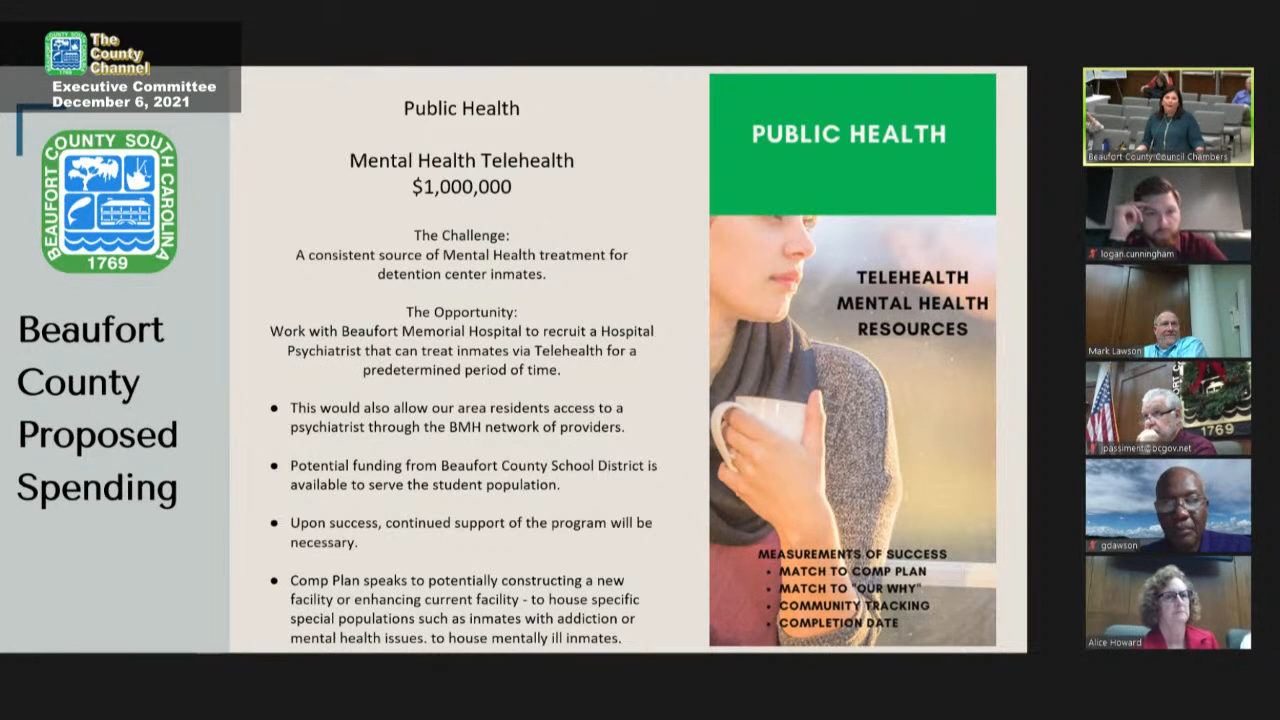 The
County
Channel
Executive Committee
December 6, 2021
BEAUFORT COUNTY SOUTH CAROLINA
1769
Beaufort
County
Proposed
Spending
Public Health
Mental Health Telehealth
$1,000,000
The Challenge:
A consistent source of Mental Health treatment for
detention center inmates.
The Opportunity:
Work with Beaufort Memorial Hospital to recruit a Hospital
Psychiatrist that can treat inmates via Telehealth for a
predetermined period of time.
● This would also allow our area residents access to a
psychiatrist through the BMH network of providers.
● Potential funding from Beaufort County School District is
available to serve the student population.
● Upon success, continued support of the program will be
necessary.
● Comp Plan speaks to potentially constructing a new
facility or enhancing current facility - to house specific
special populations such as inmates with addiction or
mental health issues. to house mentally ill inmates.
PUBLIC HEALTH
TELEHEALTH
MENTAL HEALTH
RESOURCES
MEASUREMENTS OF SUCCESS
• MATCH TO COMP PLAN
• MATCH TO "OUR WHY"
• COMMUNITY TRACKING
• COMPLETION DATE
Beaufort County Council Chambers
logan.cunningham
Mark Lawson
1769
jpassiment@bcgov.net
gdawson
Alice Howard